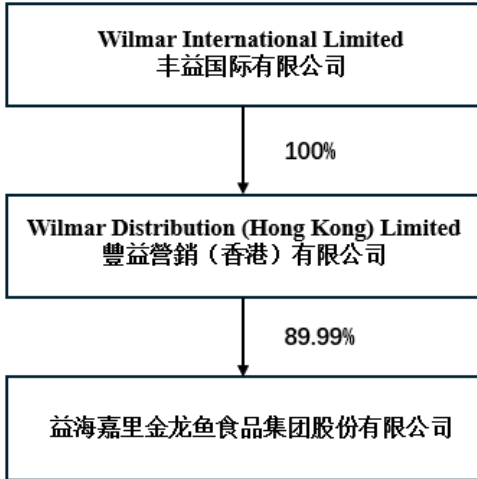 Wilmar International Limited
丰益国际有限公司
100%
Wilmar Distribution (Hong Kong) Limited
豐益營銷（香港）有限公司
89.99%
益海嘉里金龙鱼食品集团股份有限公司